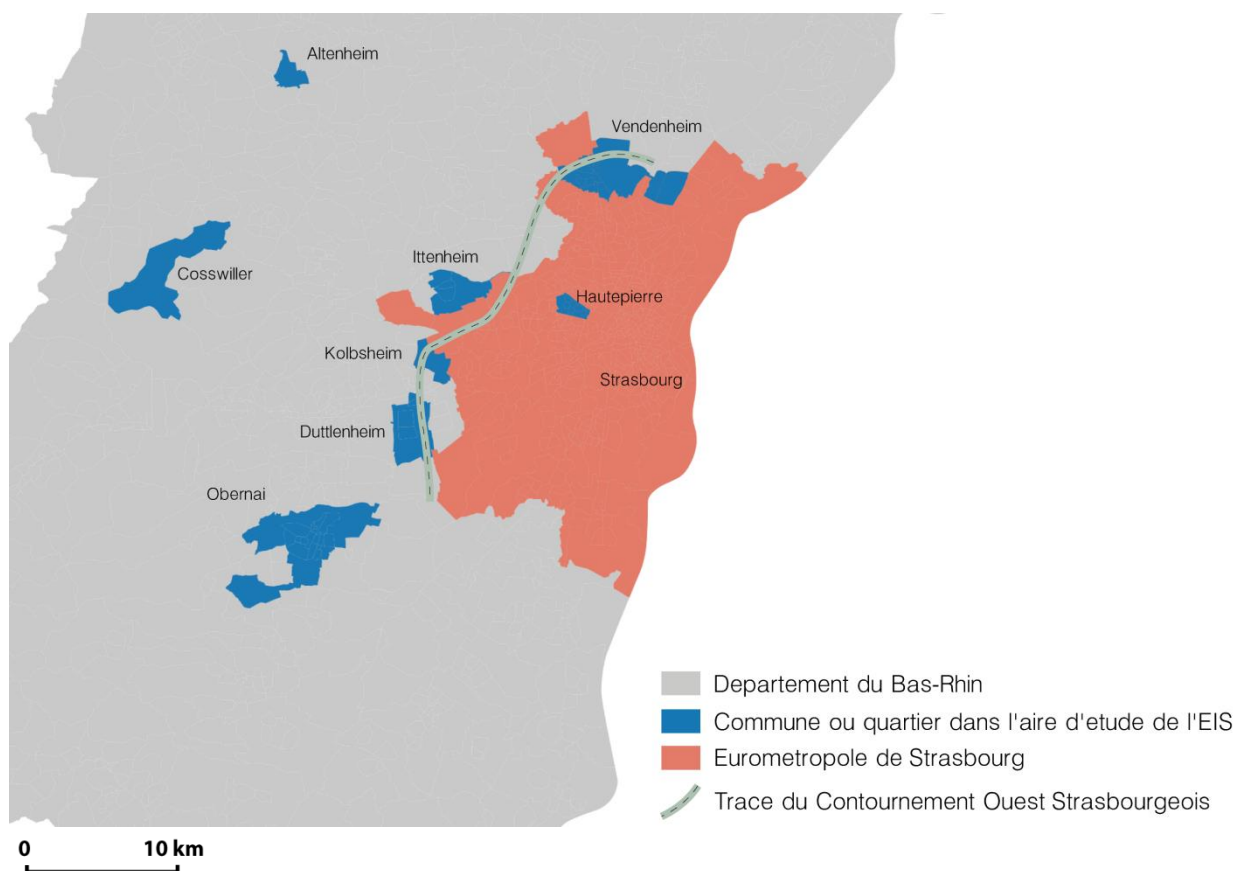 Altenheim
Vendenheim
Cosswiller
Ittenheim
Hautepierre
Kolbsheim
Strasbourg
Duttlenheim
Obernai
Departement du Bas-Rhin
Commune ou quartier dans l'aire d'etude de l'EIS
Eurometropole de Strasbourg
Trace du Contournement Ouest Strasbourgeois
0 10 km